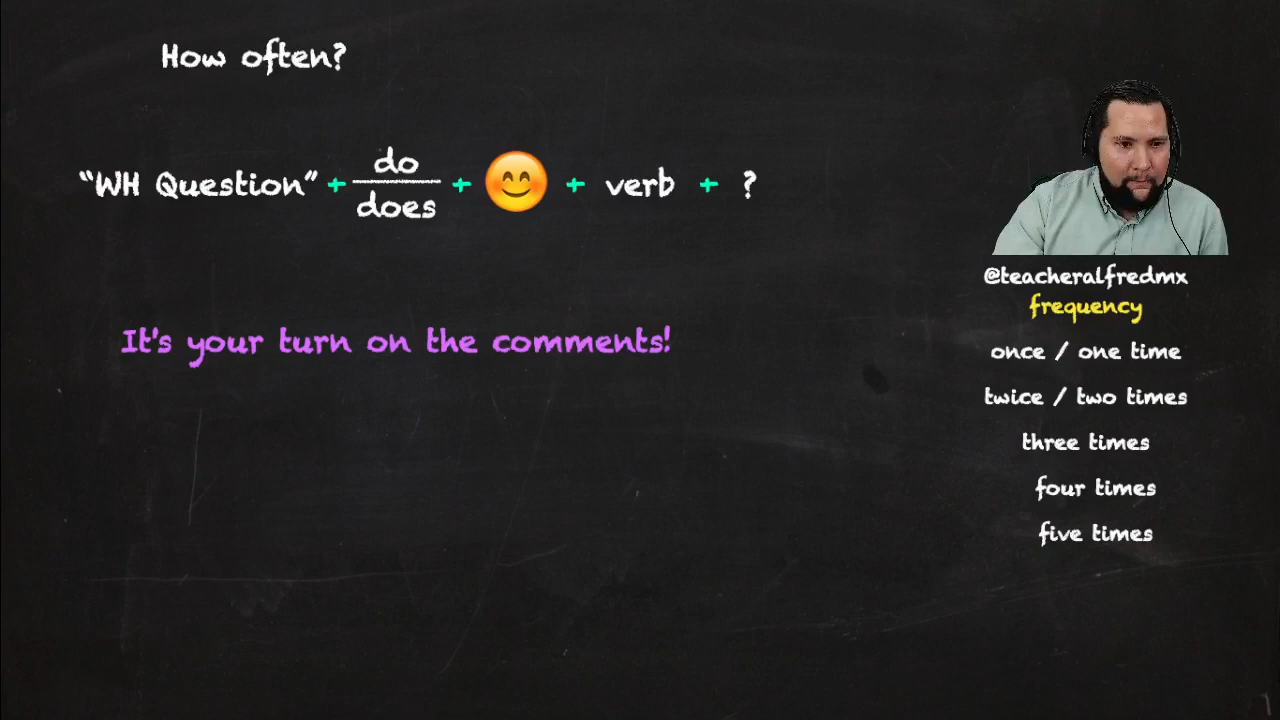 How often?
"WH Question" + do / does + 😊 + verb + ?
It's your turn on the comments!
@teacheralfredmx
frequency
once / one time
twice / two times
three times
four times
five times